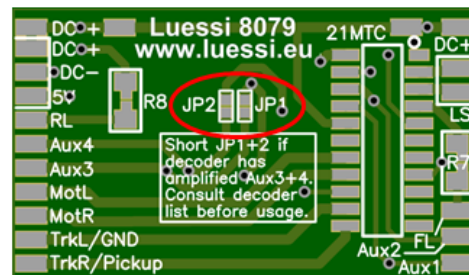 Luessi 8079
www.luessi.eu
21MTC
DC+
DC+
DC-
5V
RL
Aux4
Aux3
MotL
MotR
TrkL/GND
TrkR/Pickup
R8
JP2
JP1
Short JP1+2 if
decoder has
amplified Aux3+4.
Consult decoder
list before usage.
DC+
LS
R7
FL
Aux2
Aux1